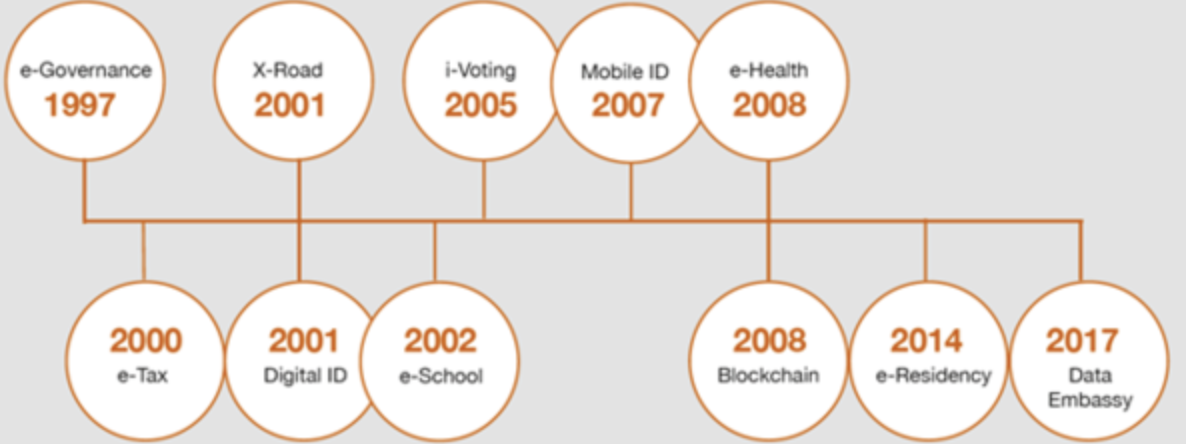 e-Governance
1997
X-Road
2001
i-Voting
2005
Mobile ID
2007
e-Health
2008
2000
e-Tax
2001
Digital ID
2002
e-School
2008
Blockchain
2014
e-Residency
2017
Data
Embassy